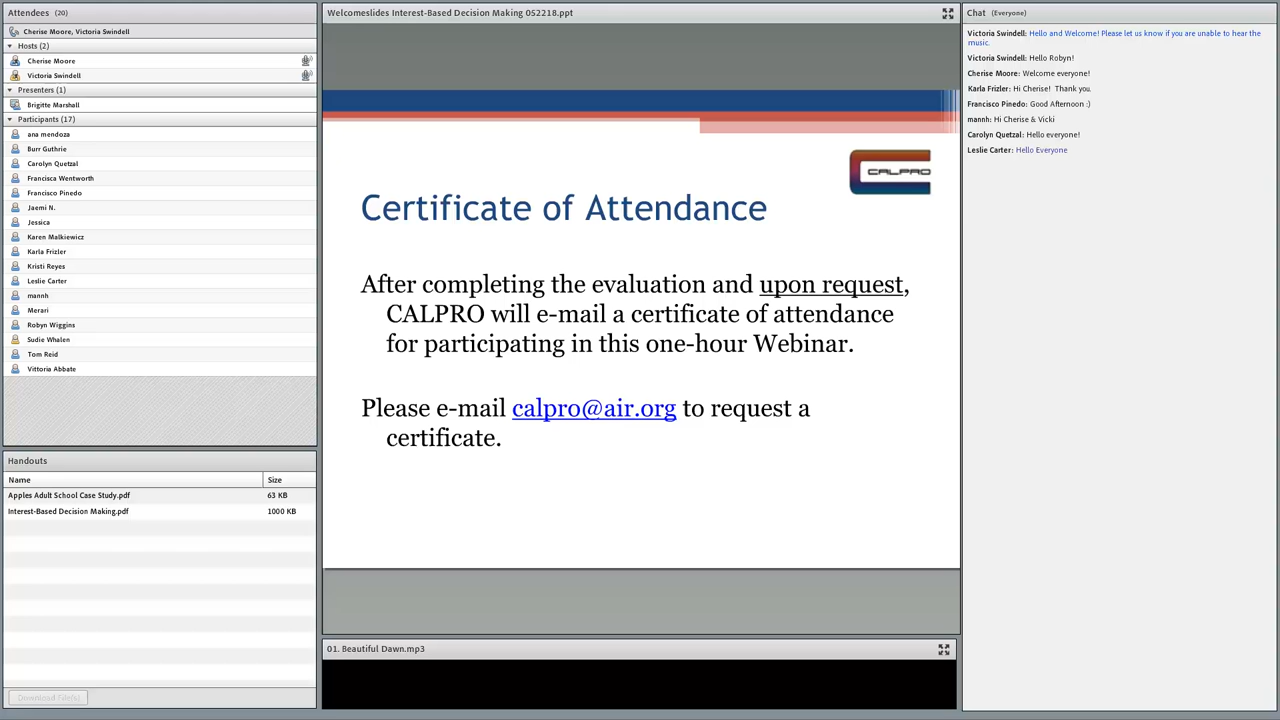 Attendees (20)
Cherise Moore, Victoria Swindell
Hosts (2)
Cherise Moore
Victoria Swindell
Presenters (1)
Brigitte Marshall
Participants (17)
ana mendoza
Burr Guthrie
Carolyn Quetzal
Francisca Wentworth
Francisco Pinedo
Jaemi N.
Jessica
Karen Malkiewicz
Karla Frizler
Kristi Reyes
Leslie Carter
mannh
Merari
Robyn Wiggins
Sudie Whalen
Tom Reid
Vittoria Abbate
Handouts
Name Size
Apples Adult School Case Study.pdf 63 KB
Interest-Based Decision Making.pdf 1000 KB
Download File(s)
Welcomeslides Interest-Based Decision Making 052218.ppt
CALPRO
Certificate of Attendance
After completing the evaluation and upon request,
CALPRO will e-mail a certificate of attendance
for participating in this one-hour Webinar.
Please e-mail calpro@air.org to request a
certificate.
01. Beautiful Dawn.mp3
Chat (Everyone)
Victoria Swindell: Hello and Welcome! Please let us know if you are unable to hear the
music.
Victoria Swindell: Hello Robyn!
Cherise Moore: Welcome everyone!
Karla Frizler: Hi Cherise! Thank you.
Francisco Pinedo: Good Afternoon :)
mannh: Hi Cherise & Vicki
Carolyn Quetzal: Hello everyone!
Leslie Carter: Hello Everyone